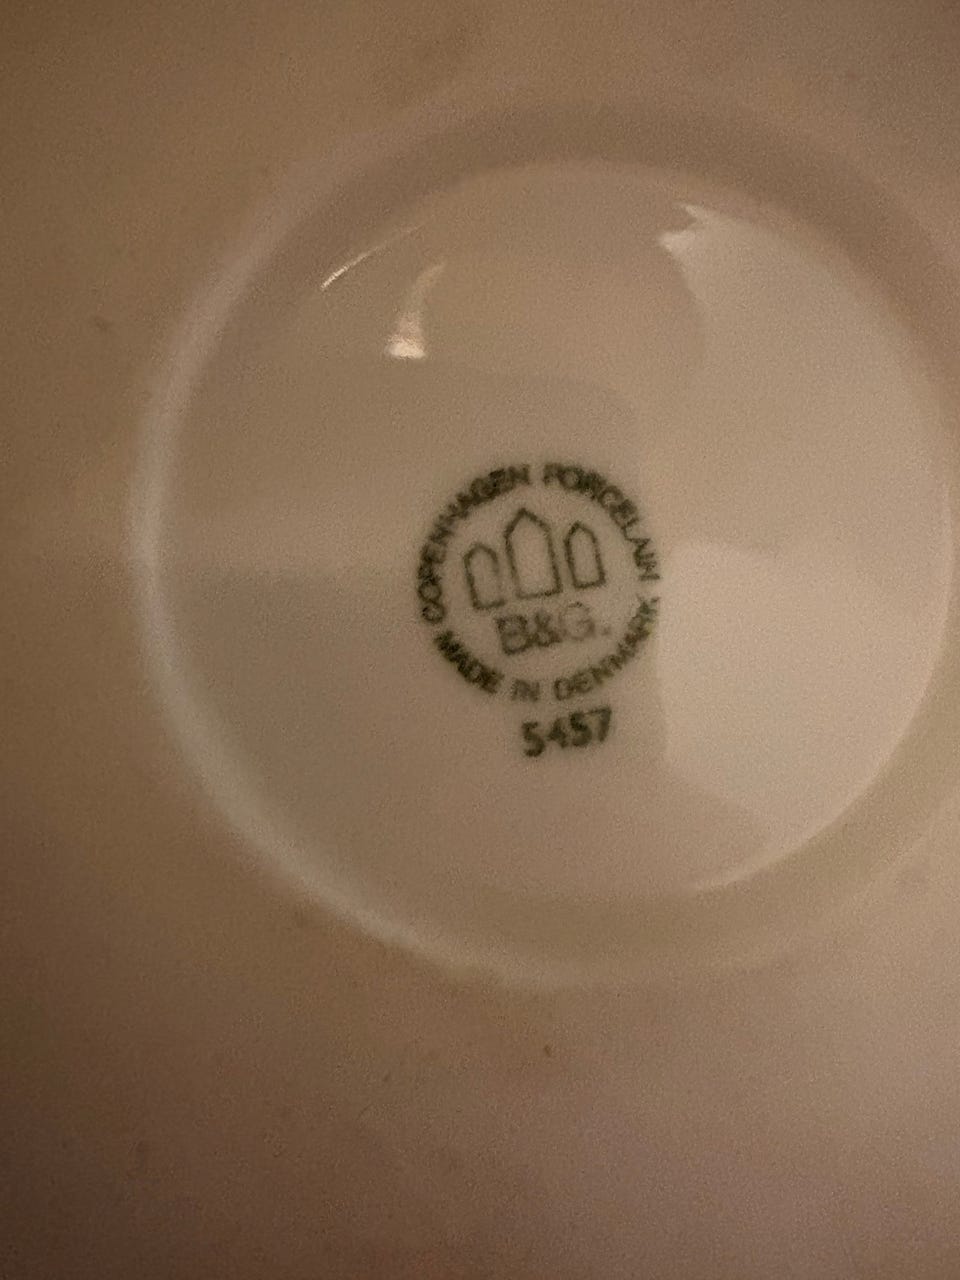 COPENHAGEN PORCELAIN
B&G.
MADE IN DENMARK
5457